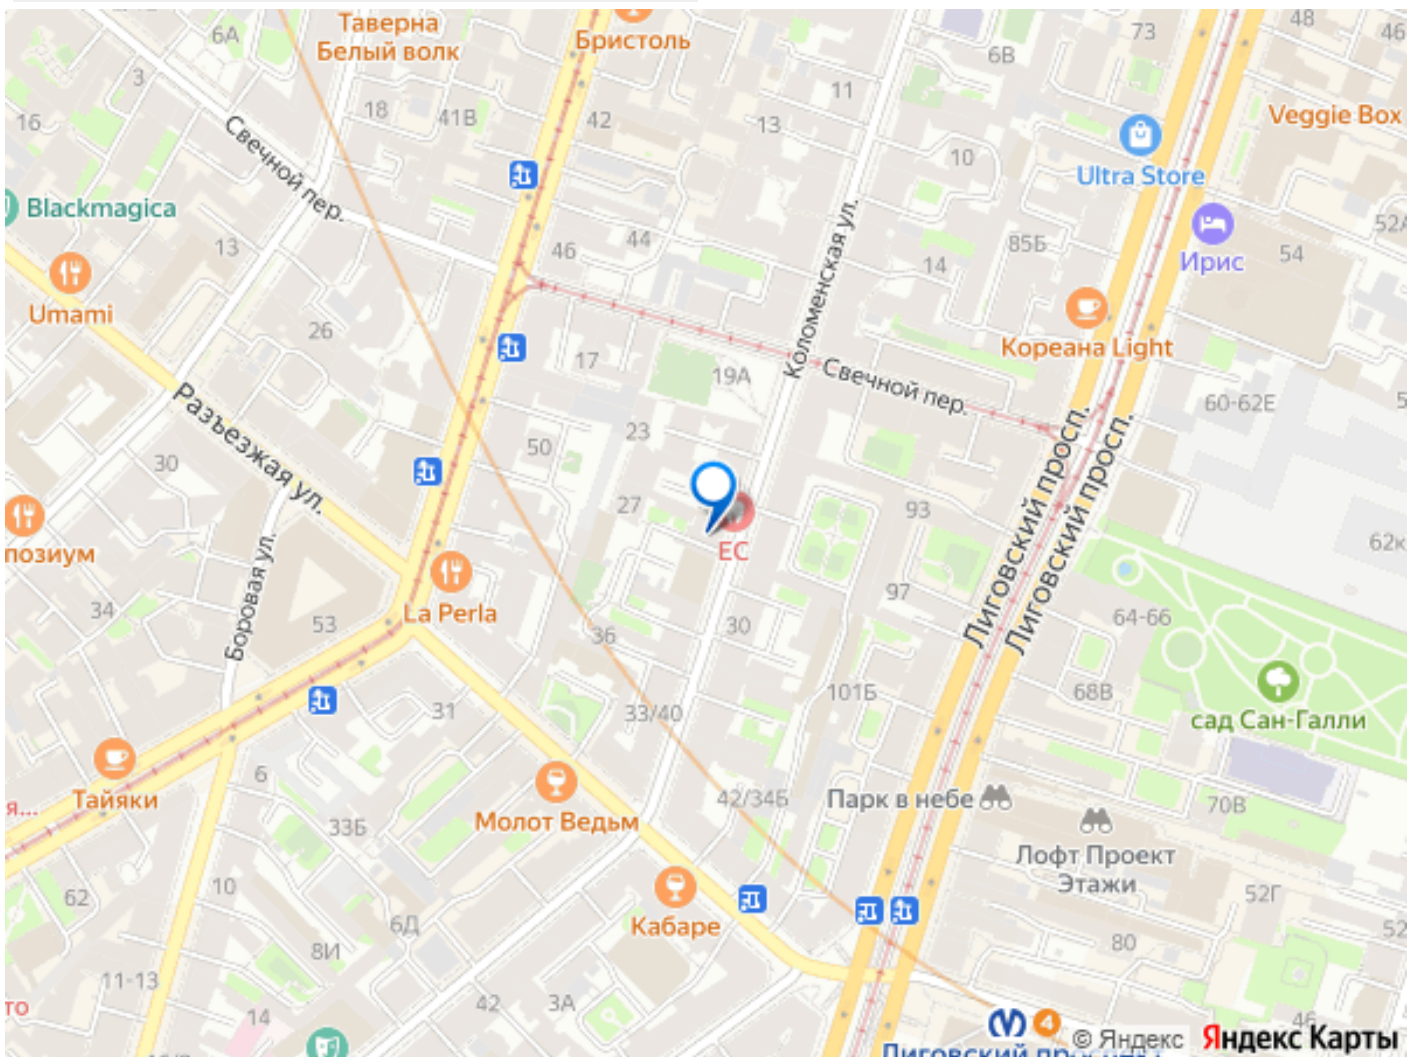 Таверна
Белый волк
Бристоль
6А
3
16
18
41В
42
11
13
6В
73
48
46
Veggie Box
Ultra Store
10
Свечной пер.
Blackmagica
13
46
44
Коломенская ул.
85Б
14
Ирис
54
Umami
26
17
19А
Кореана Light
Свечной пер.
60-62Е
Разъезжая ул.
50
23
30
27
93
Лиговский просп.
Лиговский просп.
позиум
ЕС
Боровая ул.
La Perla
34
53
36
30
97
64-66
101Б
68В
сад Сан-Галли
31
33/40
6
Тайяки
Молот Ведьм
42/34Б
Парк в небе
70В
33Б
Лофт Проект
Этажи
62
10
Кабаре
6Д
8И
52Г
80
11-13
42
3А
14
46
4
© Яндекс
Яндекс Карты